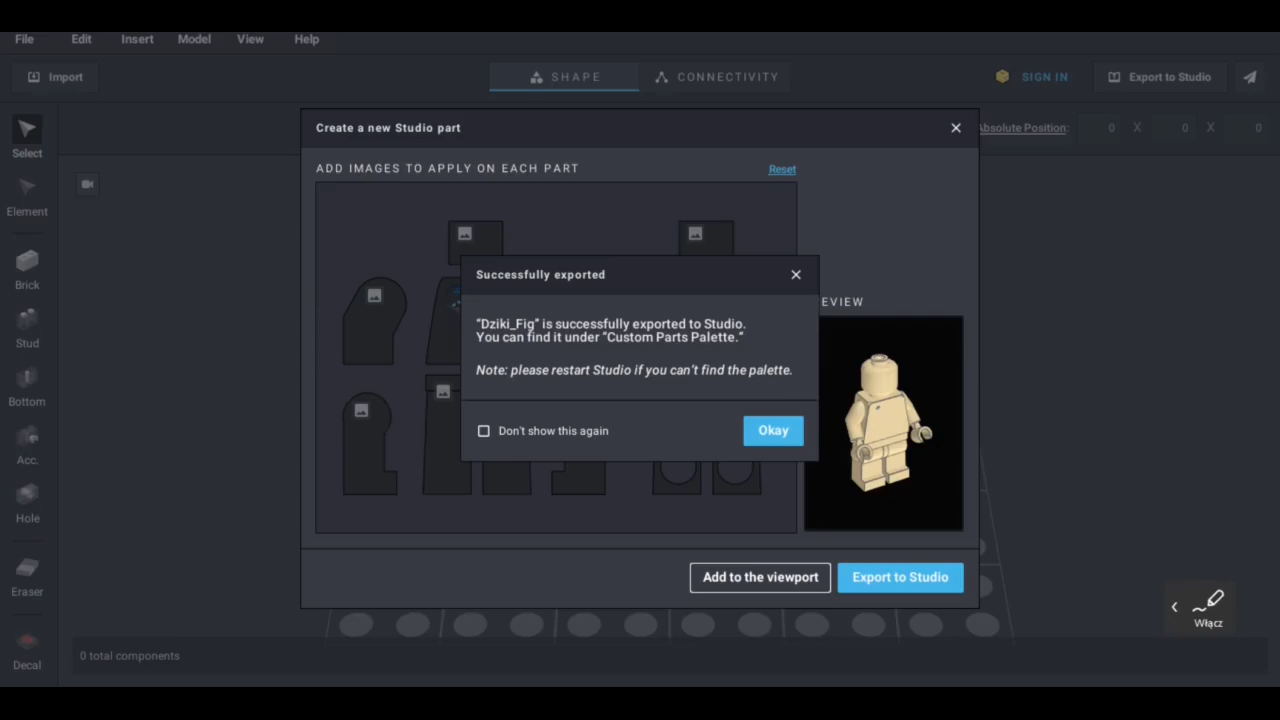 File Edit Insert Model View Help
Import SHAPE CONNECTIVITY SIGN IN Export to Studio
Create a new Studio part
Absolute Position: 0 X 0 X 0
Select
ADD IMAGES TO APPLY ON EACH PART Reset
Element
Successfully exported
Brick
EVIEW
"Dziki_Fig" is successfully exported to Studio.
You can find it under "Custom Parts Palette."
Stud
Note: please restart Studio if you can't find the palette.
Bottom
Don't show this again Okay
Acc.
Hole
Add to the viewport Export to Studio
Eraser
Włącz
0 total components
Decal